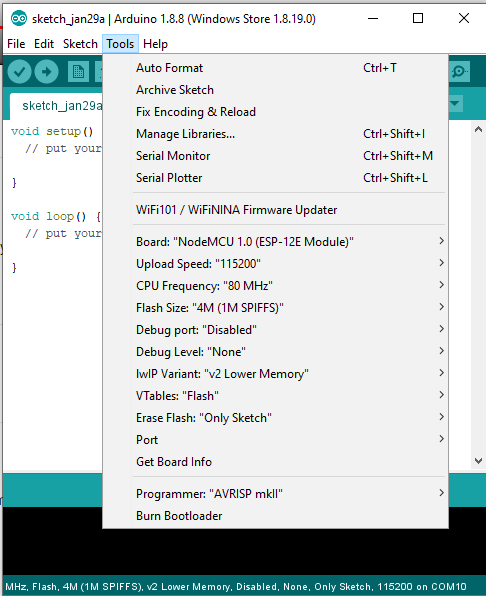 sketch_jan29a | Arduino 1.8.8 (Windows Store 1.8.19.0)
File Edit Sketch Tools Help
sketch_jan29a
void setup()
// put your
}
void loop() {
// put your
}
Auto Format Ctrl+T
Archive Sketch
Fix Encoding & Reload
Manage Libraries... Ctrl+Shift+I
Serial Monitor Ctrl+Shift+M
Serial Plotter Ctrl+Shift+L
WiFi101 / WiFiNINA Firmware Updater
Board: "NodeMCU 1.0 (ESP-12E Module)"
Upload Speed: "115200"
CPU Frequency: "80 MHz"
Flash Size: "4M (1M SPIFFS)"
Debug port: "Disabled"
Debug Level: "None"
IwIP Variant: "v2 Lower Memory"
VTables: "Flash"
Erase Flash: "Only Sketch"
Port
Get Board Info
Programmer: "AVRISP mkII"
Burn Bootloader
MHz, Flash, 4M (1M SPIFFS), v2 Lower Memory, Disabled, None, Only Sketch, 115200 on COM10